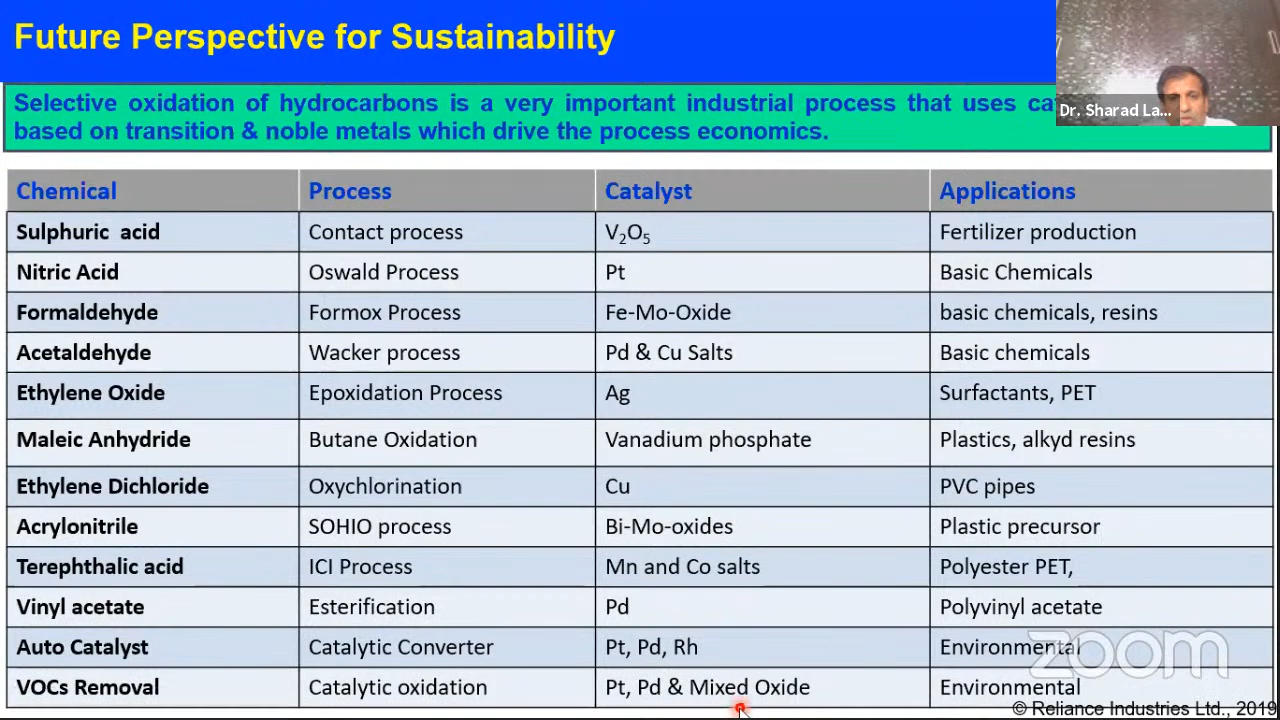 Future Perspective for Sustainability
Selective oxidation of hydrocarbons is a very important industrial process that uses ca
based on transition & noble metals which drive the process economics.
Dr. Sharad La...
Chemical Process Catalyst Applications
Sulphuric acid Contact process V₂O₅ Fertilizer production
Nitric Acid Oswald Process Pt Basic Chemicals
Formaldehyde Formox Process Fe-Mo-Oxide basic chemicals, resins
Acetaldehyde Wacker process Pd & Cu Salts Basic chemicals
Ethylene Oxide Epoxidation Process Ag Surfactants, PET
Maleic Anhydride Butane Oxidation Vanadium phosphate Plastics, alkyd resins
Ethylene Dichloride Oxychlorination Cu PVC pipes
Acrylonitrile SOHIO process Bi-Mo-oxides Plastic precursor
Terephthalic acid ICI Process Mn and Co salts Polyester PET,
Vinyl acetate Esterification Pd Polyvinyl acetate
Auto Catalyst Catalytic Converter Pt, Pd, Rh Environmental
zoom
VOCs Removal Catalytic oxidation Pt, Pd & Mixed Oxide Environmental
© Reliance Industries Ltd., 2019